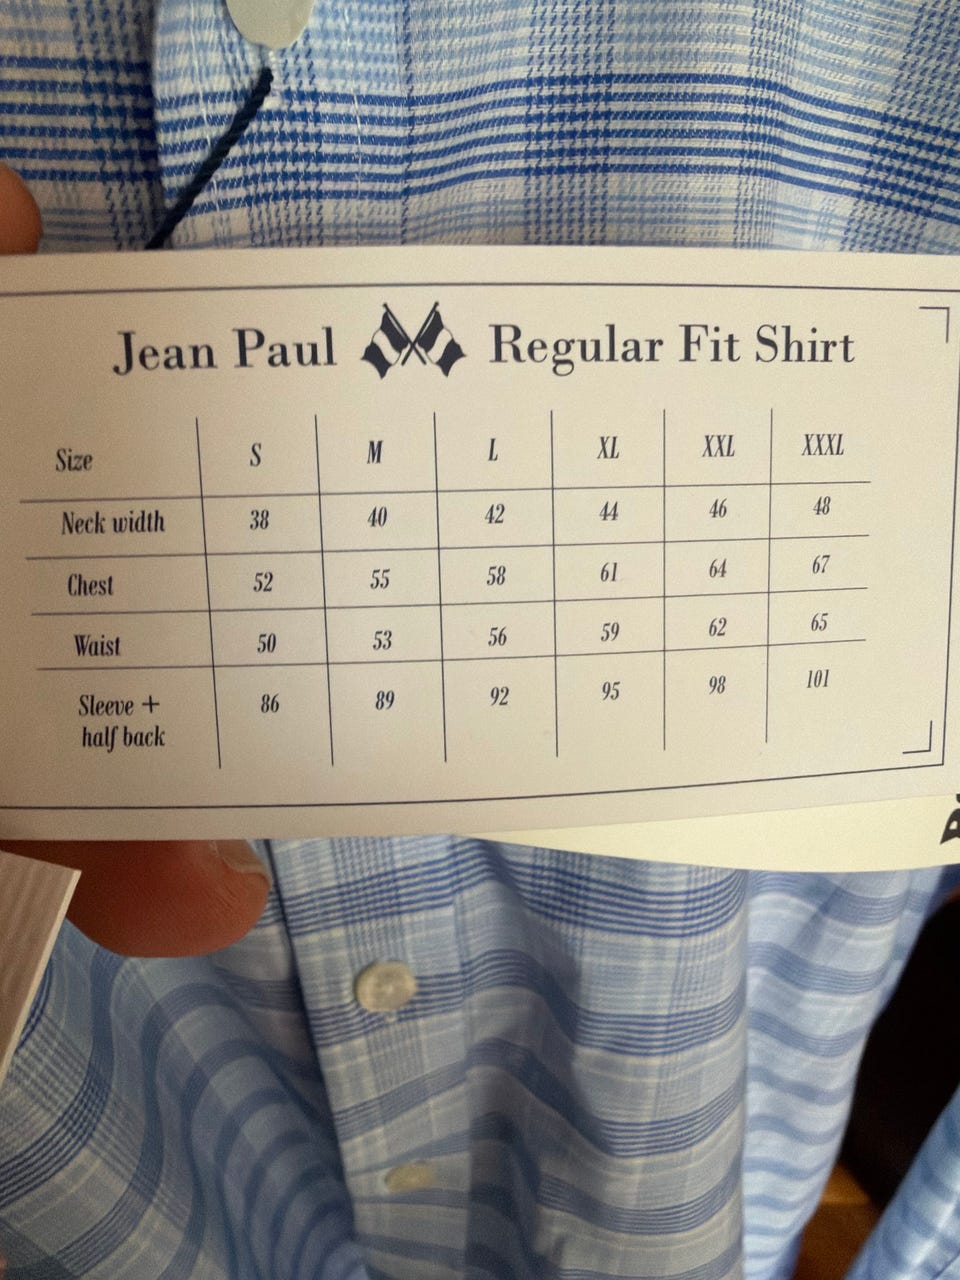 Jean Paul Regular Fit Shirt
Size S M L XL XXL XXXL
Neck width 38 40 42 44 46 48
Chest 52 55 58 61 64 67
Waist 50 53 56 59 62 65
Sleeve + 86 89 92 95 98 101
half back